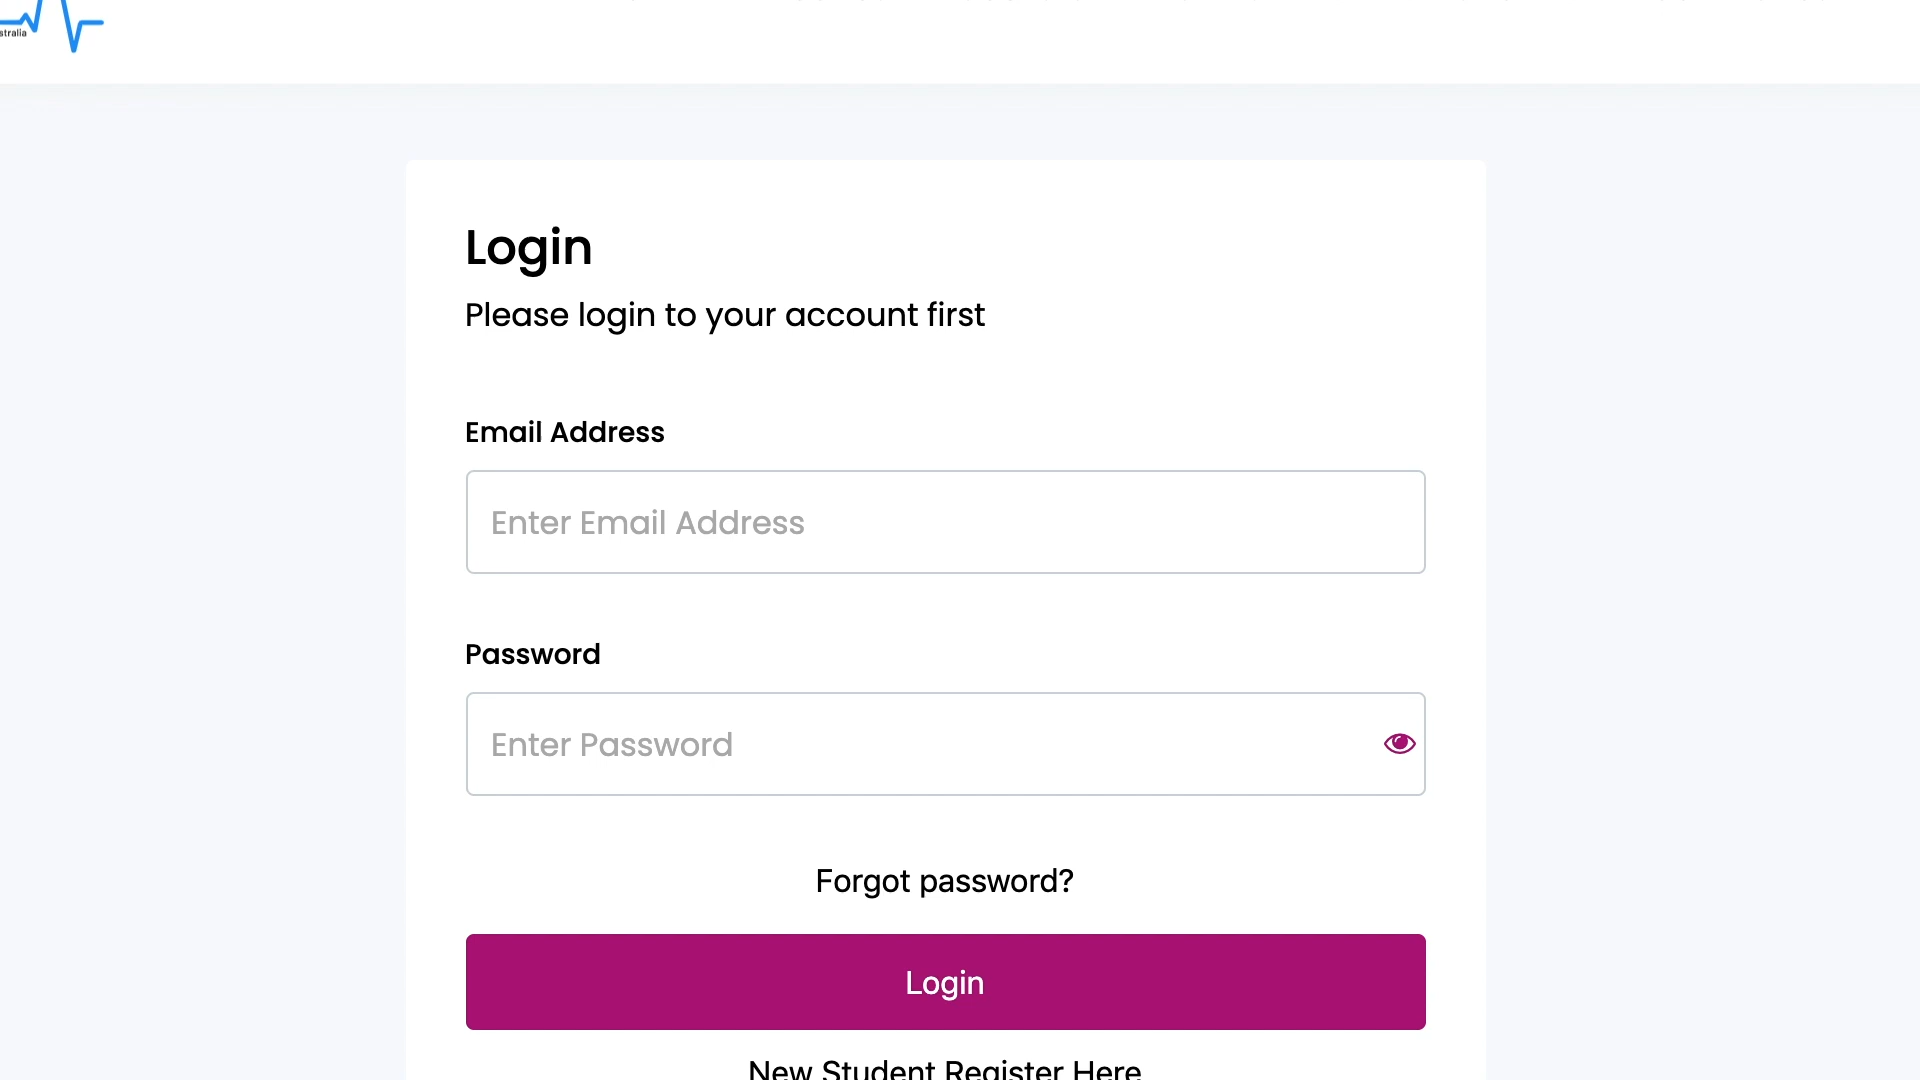 Login
Please login to your account first
Email Address
Enter Email Address
Password
Enter Password
Forgot password?
Login
New Student Register Here